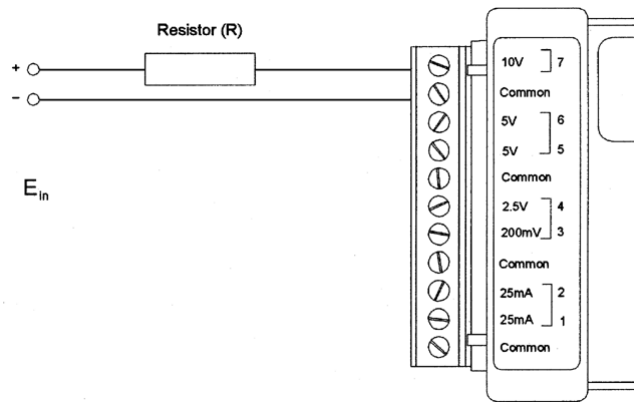 Resistor (R)
+
−
E in
10V 7
Common
5V 6
5V 5
Common
2.5V 4
200mV 3
Common
25mA 2
25mA 1
Common